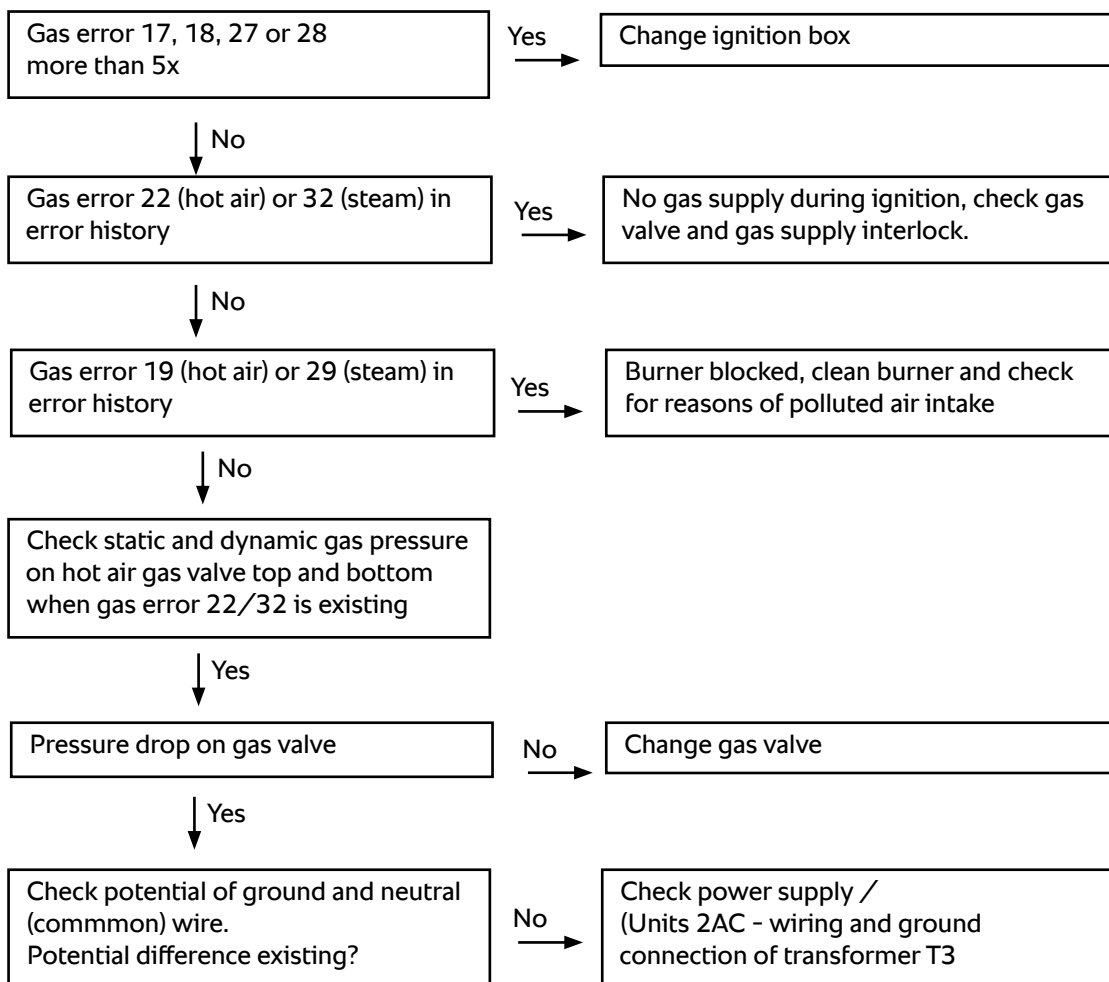 Gas error 17, 18, 27 or 28
more than 5x
Yes
Change ignition box
No
Gas error 22 (hot air) or 32 (steam) in
error history
Yes
No gas supply during ignition, check gas
valve and gas supply interlock.
No
Gas error 19 (hot air) or 29 (steam) in
error history
Yes
Burner blocked, clean burner and check
for reasons of polluted air intake
No
Check static and dynamic gas pressure
on hot air gas valve top and bottom
when gas error 22/32 is existing
Yes
Pressure drop on gas valve
No
Change gas valve
Yes
Check potential of ground and neutral
(commmon) wire.
Potential difference existing?
No
Check power supply /
(Units 2AC - wiring and ground
connection of transformer T3